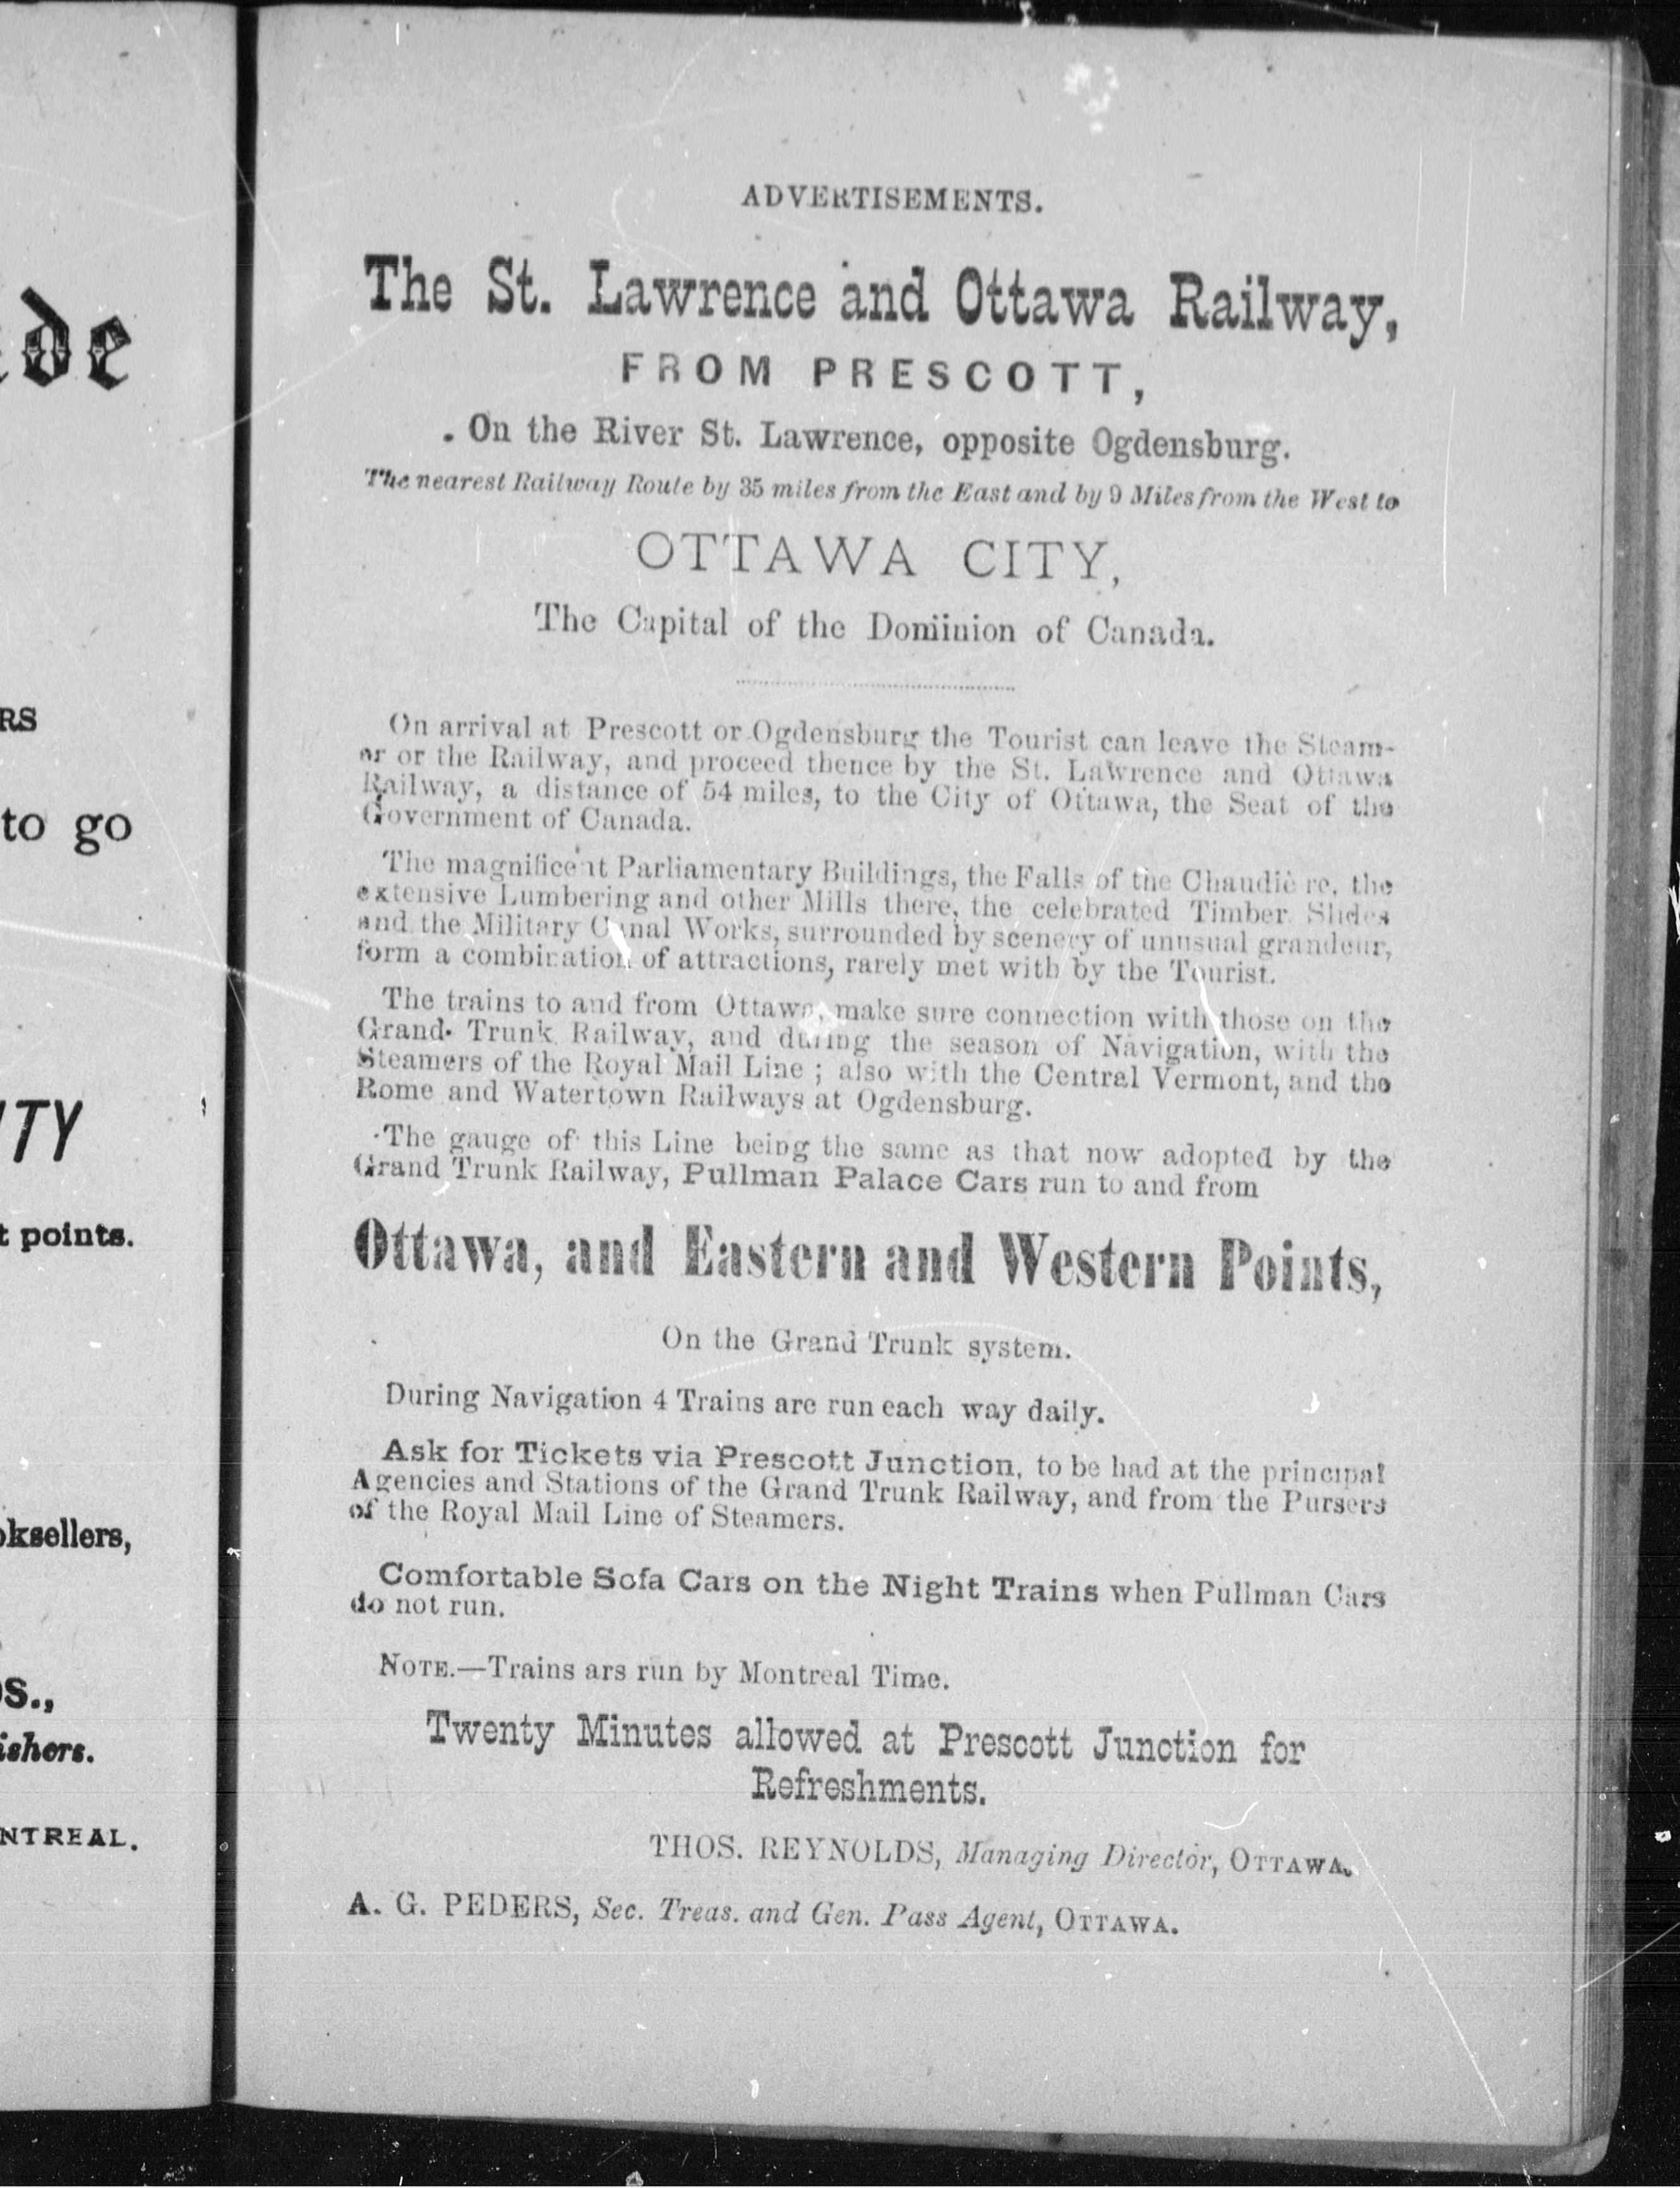 de
RS
to go
TY
t points.
oksellers,
S.,
ishers.
NTREAL.
ADVERTISEMENTS.
The St. Lawrence and Ottawa Railway,
FROM PRESCOTT,
On the River St. Lawrence, opposite Ogdensburg.
The nearest Railway Route by 35 miles from the East and by 9 Miles from the West to
OTTAWA CITY,
The Capital of the Dominion of Canada.
On arrival at Prescott or Ogdensburg the Tourist can leave the Steam-
er or the Railway, and proceed thence by the St. Lawrence and Ottawa
Railway, a distance of 54 miles, to the City of Ottawa, the Seat of the
Government of Canada.
The magnificent Parliamentary Buildings, the Falls of the Chaudière, the
extensive Lumbering and other Mills there, the celebrated Timber Slides
and the Military Canal Works, surrounded by scenery of unusual grandeur,
form a combination of attractions, rarely met with by the Tourist.
The trains to and from Ottawa, make sure connection with those on the
Grand Trunk Railway, and during the season of Navigation, with the
Steamers of the Royal Mail Line ; also with the Central Vermont, and the
Rome and Watertown Railways at Ogdensburg.
The gauge of this Line being the same as that now adopted by the
Grand Trunk Railway, Pullman Palace Cars run to and from
Ottawa, and Eastern and Western Points,
On the Grand Trunk system.
During Navigation 4 Trains are run each way daily.
Ask for Tickets via Prescott Junction, to be had at the principal
Agencies and Stations of the Grand Trunk Railway, and from the Pursers
of the Royal Mail Line of Steamers.
Comfortable Sofa Cars on the Night Trains when Pullman Cars
do not run.
NOTE.—Trains ars run by Montreal Time.
Twenty Minutes allowed at Prescott Junction for
Refreshments.
THOS. REYNOLDS, Managing Director, OTTAWA.
A. G. PEDERS, Sec. Treas. and Gen. Pass Agent, OTTAWA.